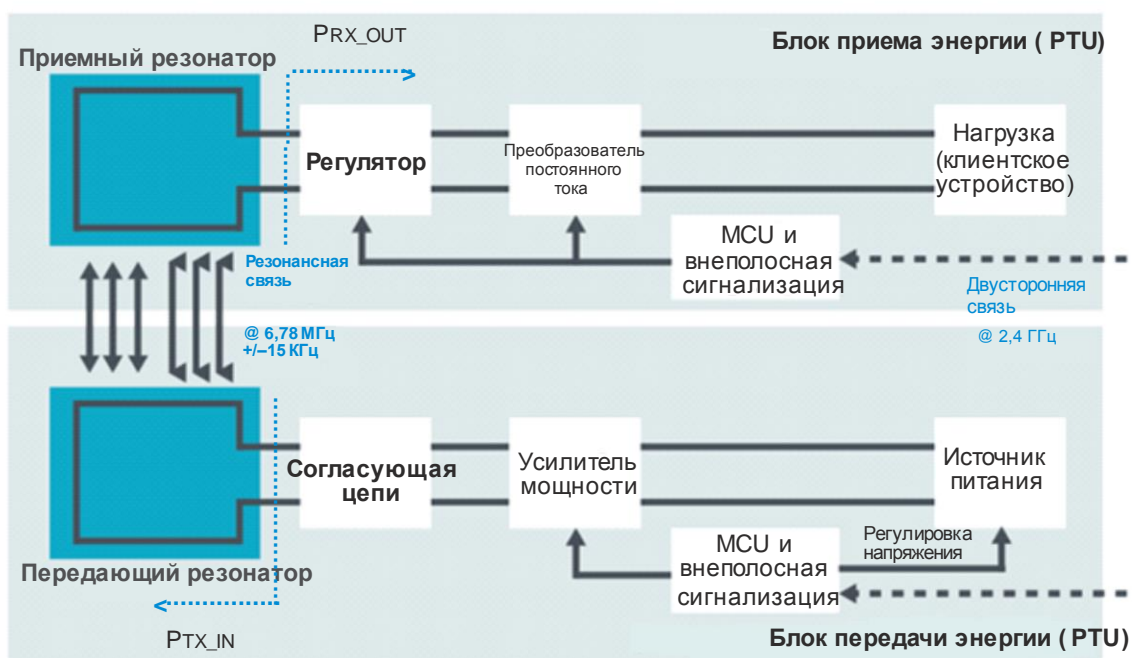 PRX_OUT
Блок приема энергии ( PTU)
Приемный резонатор
Регулятор
Преобразователь
постоянного
тока
Нагрузка
(клиентское
устройство)
MCU и
внеполосная
сигнализация
Резонансная
связь
Двусторонняя
связь
@ 2,4 ГГц
@ 6,78 МГц
+/–15 КГц
Согласующая
цепи
Усилитель
мощности
Источник
питания
MCU и
внеполосная
сигнализация
Регулировка
напряжения
Передающий резонатор
PTX_IN
Блок передачи энергии ( PTU)